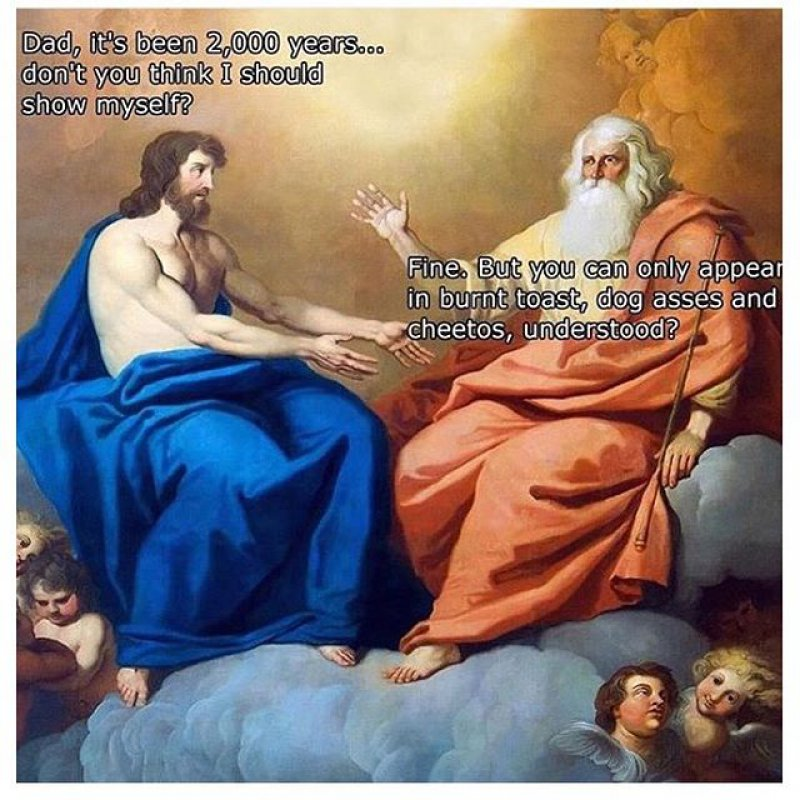 Dad, it's been 2,000 years...
don't you think I should
show myself?
Fine. But you can only appear
in burnt toast, dog asses and
cheetos, understood?